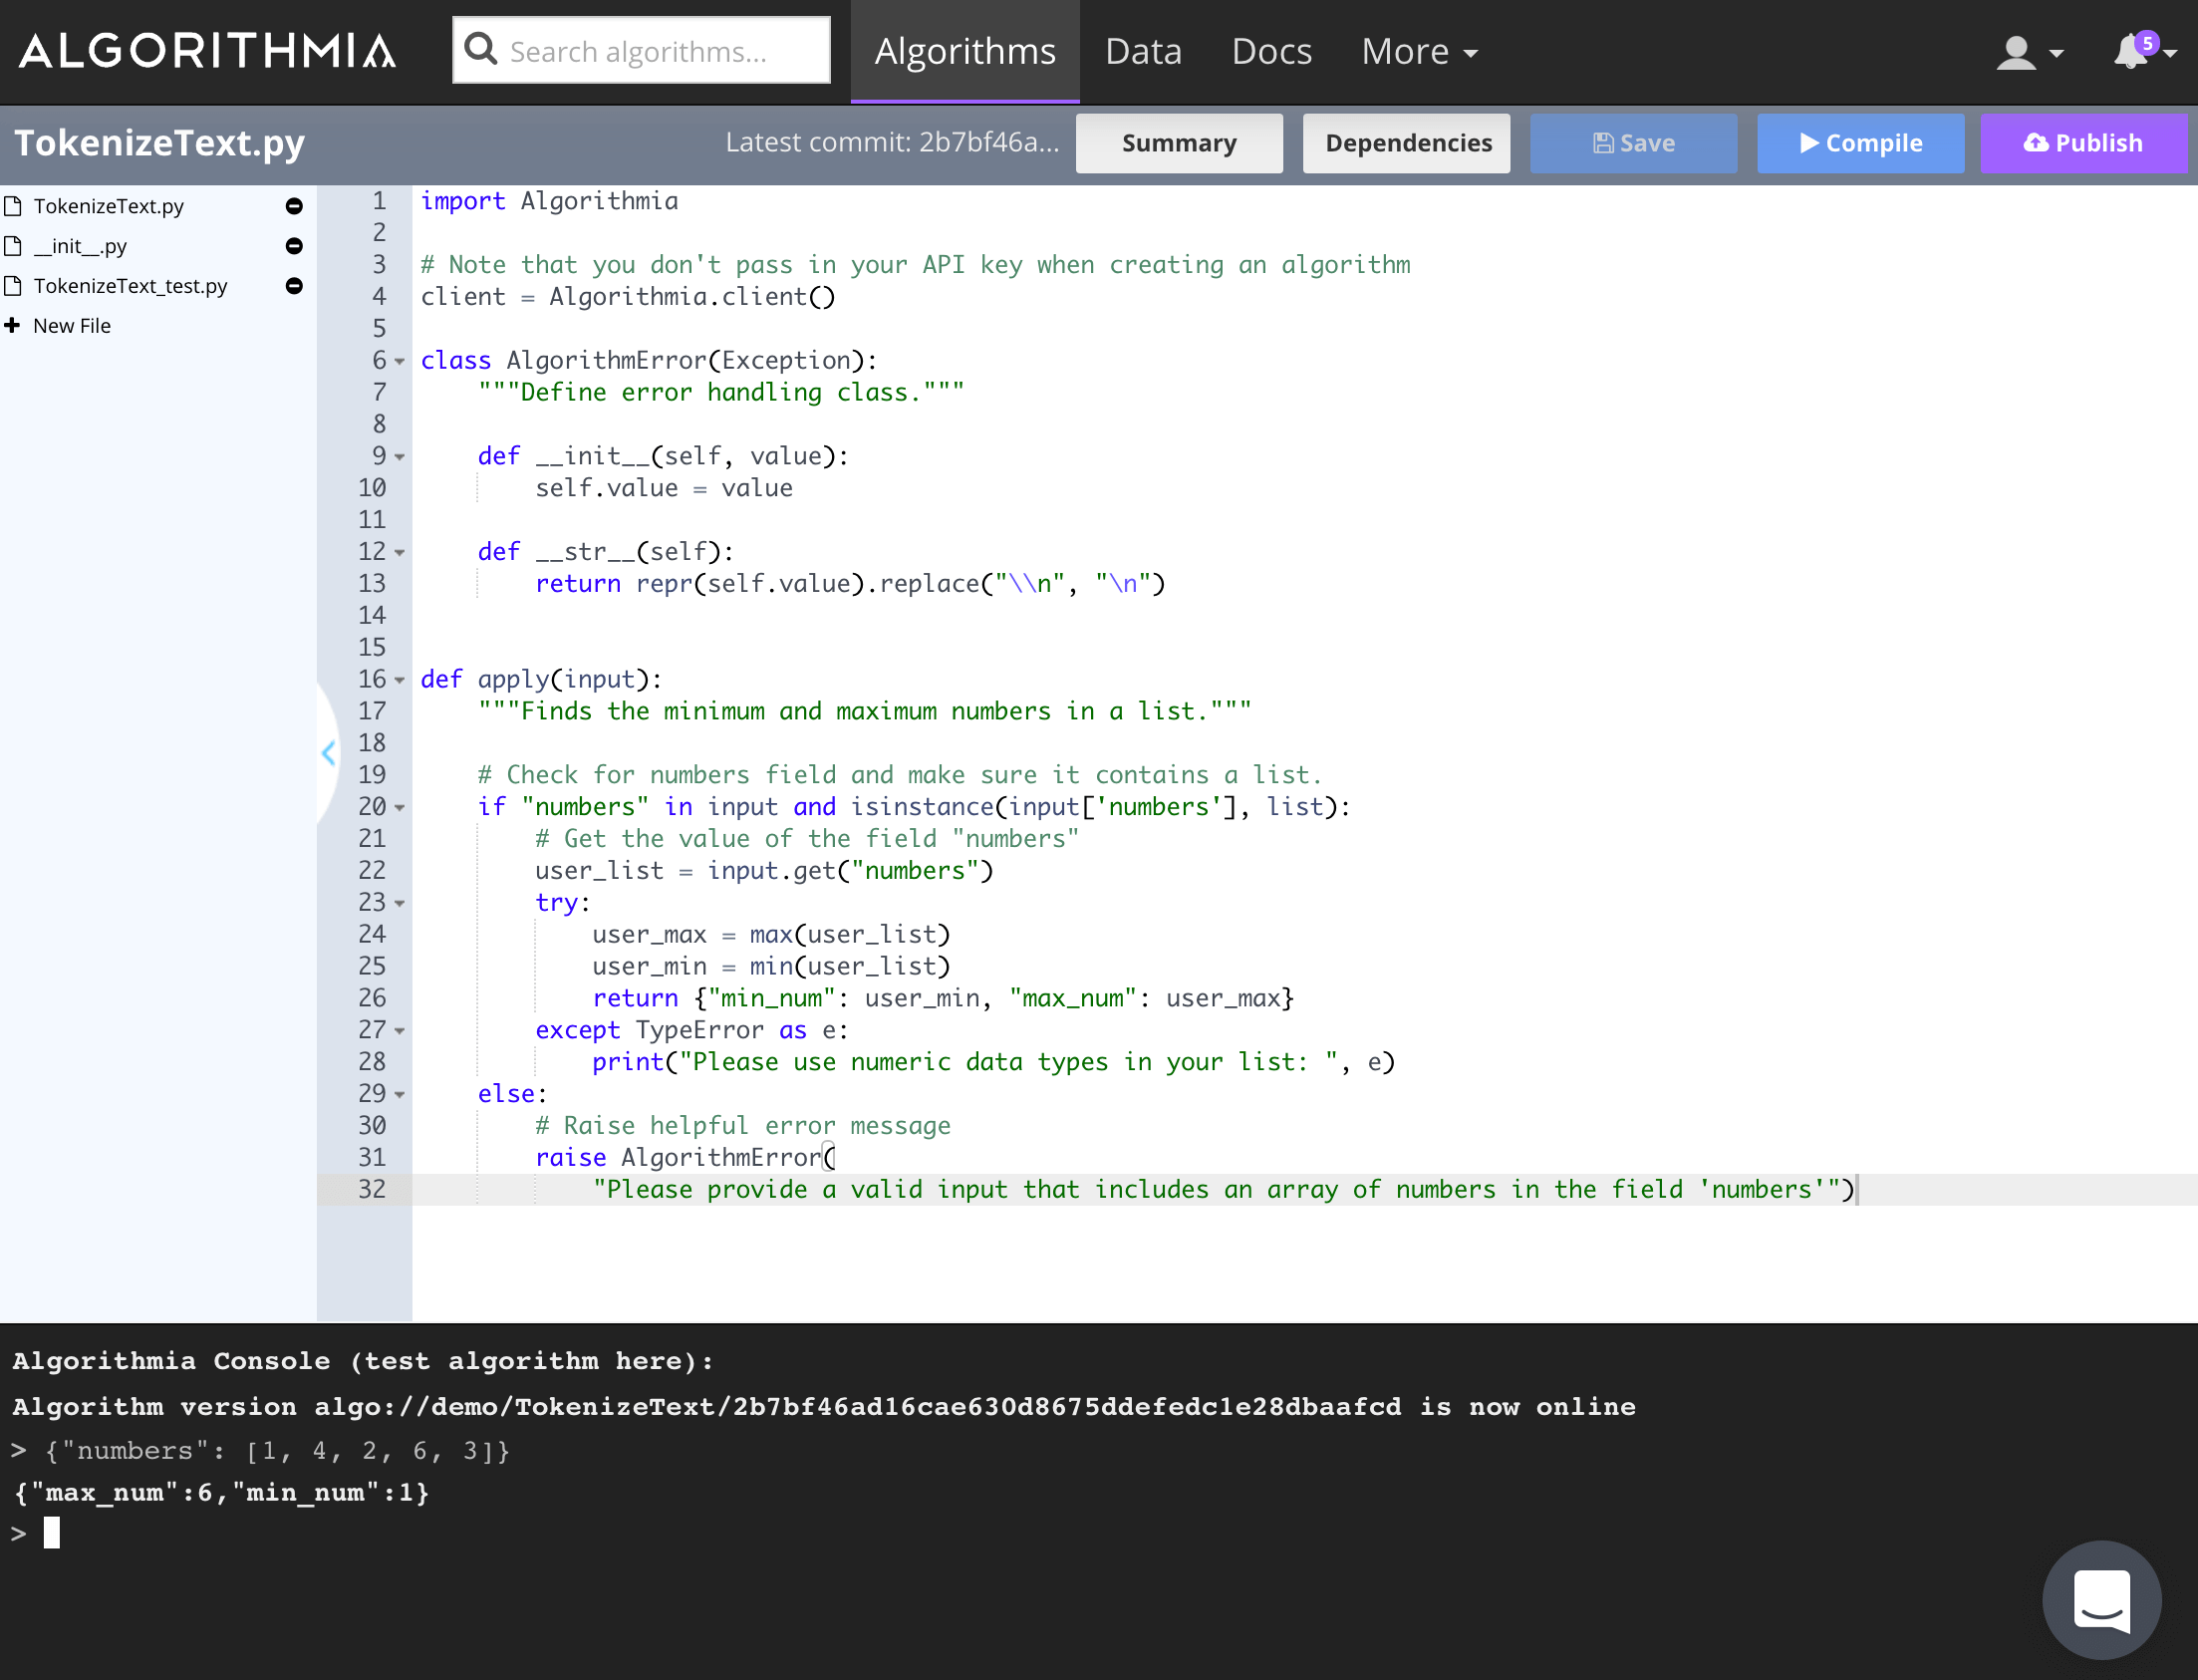 ALGORITHMIA Search algorithms... Algorithms Data Docs More 5
TokenizeText.py Latest commit: 2b7bf46a... Summary Dependencies Save Compile Publish
TokenizeText.py
__init__.py
TokenizeText_test.py
New File
1 import Algorithmia
2
3 # Note that you don't pass in your API key when creating an algorithm
4 client = Algorithmia.client()
5
6 class AlgorithmError(Exception):
7     """Define error handling class."""
8
9     def __init__(self, value):
10         self.value = value
11
12     def __str__(self):
13         return repr(self.value).replace("\\n", "\n")
14
15
16 def apply(input):
17     """Finds the minimum and maximum numbers in a list."""
18
19     # Check for numbers field and make sure it contains a list.
20     if "numbers" in input and isinstance(input['numbers'], list):
21         # Get the value of the field "numbers"
22         user_list = input.get("numbers")
23         try:
24             user_max = max(user_list)
25             user_min = min(user_list)
26             return {"min_num": user_min, "max_num": user_max}
27         except TypeError as e:
28             print("Please use numeric data types in your list: ", e)
29     else:
30         # Raise helpful error message
31         raise AlgorithmError(
32             "Please provide a valid input that includes an array of numbers in the field 'numbers'")
Algorithmia Console (test algorithm here):
Algorithm version algo://demo/TokenizeText/2b7bf46ad16cae630d8675ddefedc1e28dbaafcd is now online
> {"numbers": [1, 4, 2, 6, 3]}
{"max_num":6,"min_num":1}
>